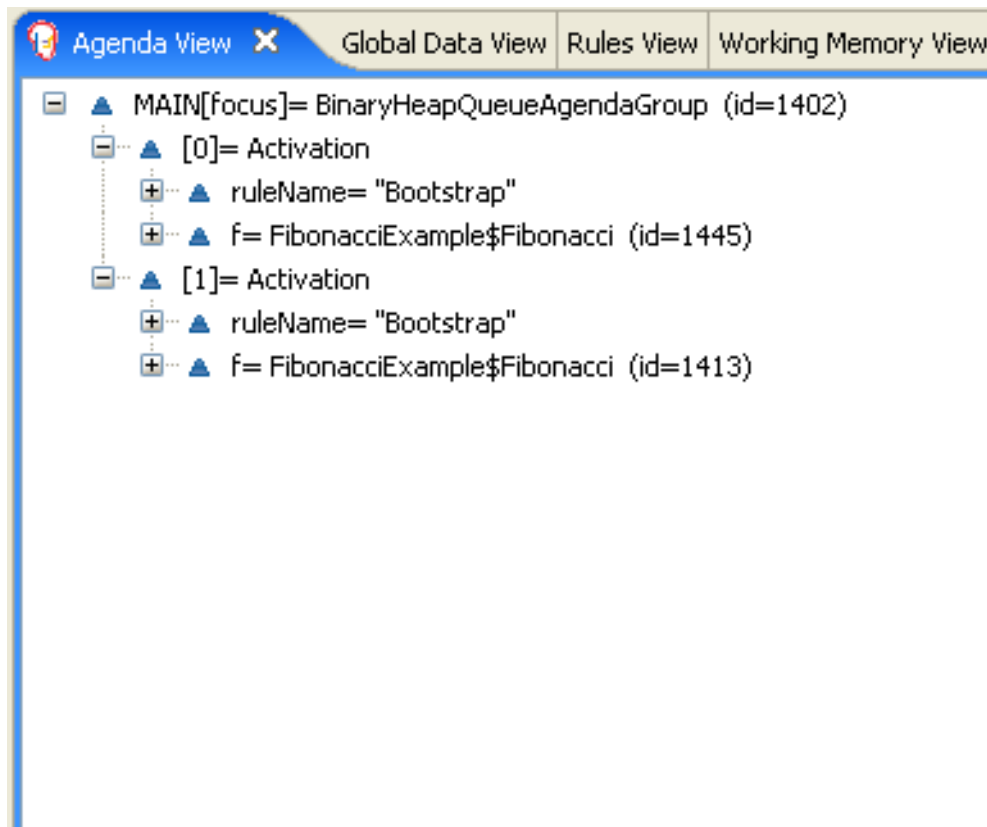 Agenda View Global Data View Rules View Working Memory View
MAIN[focus]= BinaryHeapQueueAgendaGroup (id=1402)
[0]= Activation
ruleName= "Bootstrap"
f= FibonacciExample$Fibonacci (id=1445)
[1]= Activation
ruleName= "Bootstrap"
f= FibonacciExample$Fibonacci (id=1413)